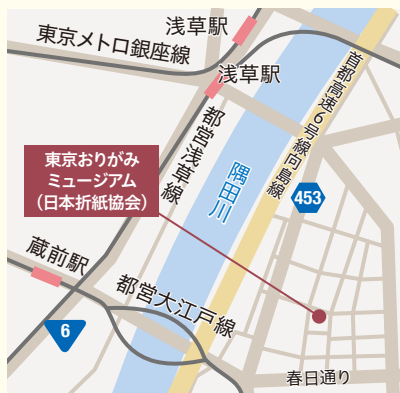 浅草駅
東京メトロ銀座線
浅草駅
首都高速6号線向島線
都営浅草線
東京おりがみ
ミュージアム
(日本折紙協会)
隅田川
453
蔵前駅
都営大江戸線
6
春日通り